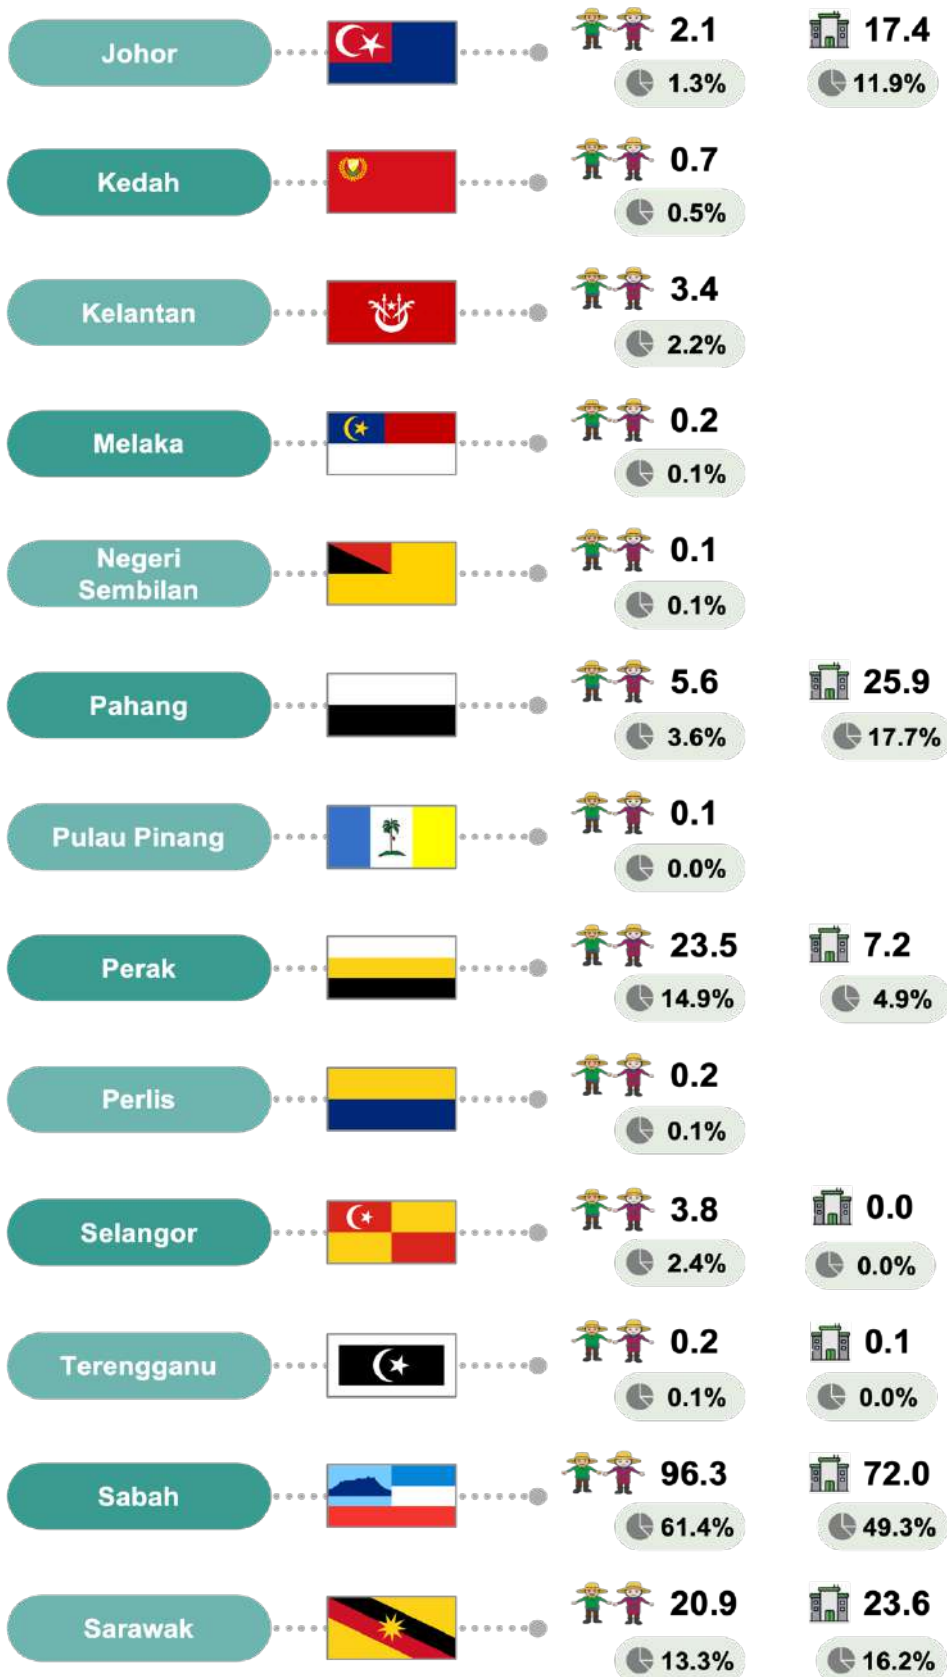 Johor
2.1
17.4
1.3%
11.9%
Kedah
0.7
0.5%
Kelantan
3.4
2.2%
Melaka
0.2
0.1%
Negeri
Sembilan
0.1
0.1%
Pahang
5.6
25.9
3.6%
17.7%
Pulau Pinang
0.1
0.0%
Perak
23.5
7.2
14.9%
4.9%
Perlis
0.2
0.1%
Selangor
3.8
0.0
2.4%
0.0%
Terengganu
0.2
0.1
0.1%
0.0%
Sabah
96.3
72.0
61.4%
49.3%
Sarawak
20.9
23.6
13.3%
16.2%